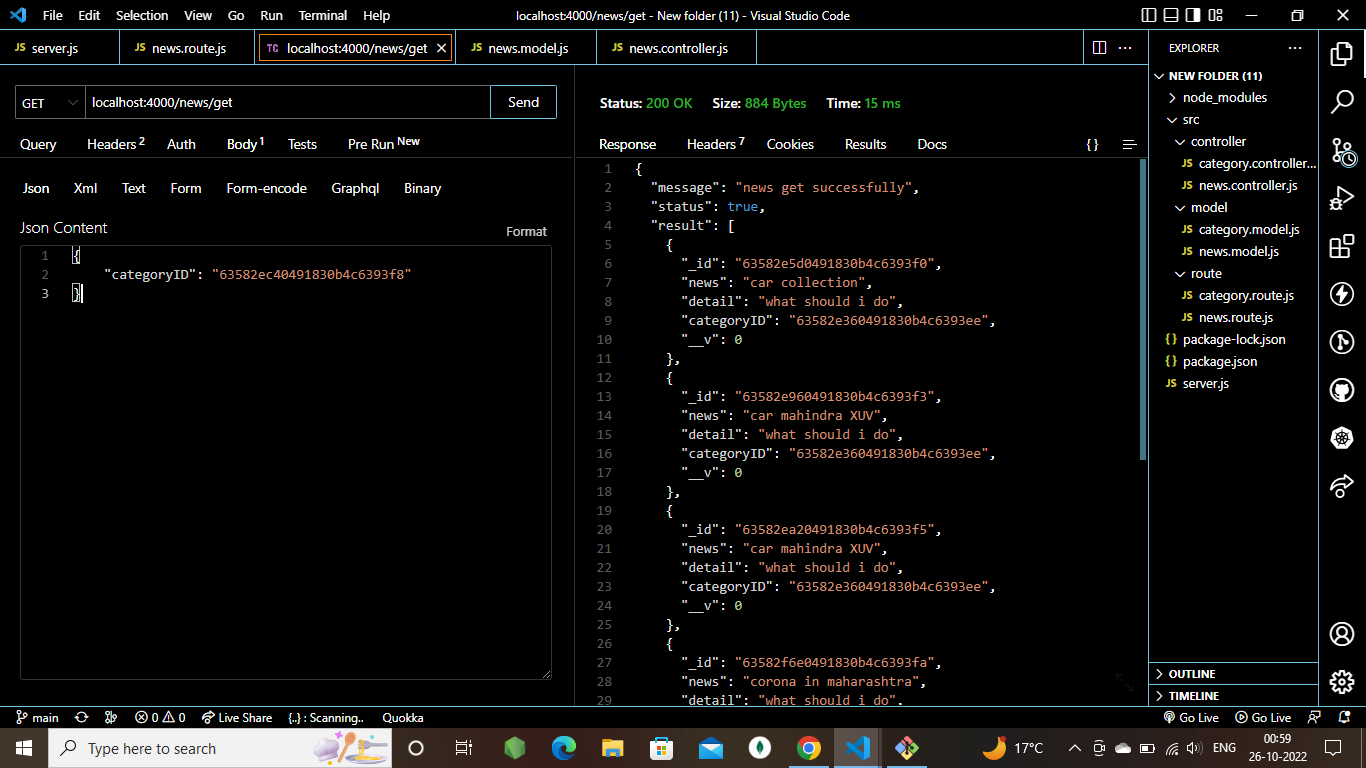 File Edit Selection View Go Run Terminal Help localhost:4000/news/get - New folder (11) - Visual Studio Code
JS server.js JS news.route.js TC localhost:4000/news/get JS news.model.js JS news.controller.js
GET localhost:4000/news/get Send
Query Headers 2 Auth Body 1 Tests Pre Run New
Json Xml Text Form Form-encode Graphql Binary
Json Content
Format
1 {
2 "categoryID": "63582ec40491830b4c6393f8"
3 }
Status: 200 OK Size: 884 Bytes Time: 15 ms
Response Headers 7 Cookies Results Docs {}
1 {
2 "message": "news get successfully",
3 "status": true,
4 "result": [
5 {
6 "_id": "63582e5d0491830b4c6393f0",
7 "news": "car collection",
8 "detail": "what should i do",
9 "categoryID": "63582e360491830b4c6393ee",
10 "__v": 0
11 },
12 {
13 "_id": "63582e960491830b4c6393f3",
14 "news": "car mahindra XUV",
15 "detail": "what should i do",
16 "categoryID": "63582e360491830b4c6393ee",
17 "__v": 0
18 },
19 {
20 "_id": "63582ea20491830b4c6393f5",
21 "news": "car mahindra XUV",
22 "detail": "what should i do",
23 "categoryID": "63582e360491830b4c6393ee",
24 "__v": 0
25 },
26 {
27 "_id": "63582f6e0491830b4c6393fa",
28 "news": "corona in maharashtra",
29 "detail": "what should i do",
EXPLORER
NEW FOLDER (11)
node_modules
src
controller
JS category.controller...
JS news.controller.js
model
JS category.model.js
JS news.model.js
route
JS category.route.js
JS news.route.js
{} package-lock.json
{} package.json
JS server.js
OUTLINE
TIMELINE
main 0 0 Live Share {..} : Scanning.. Quokka Go Live Go Live
Type here to search 17°C ENG 00:59
26-10-2022